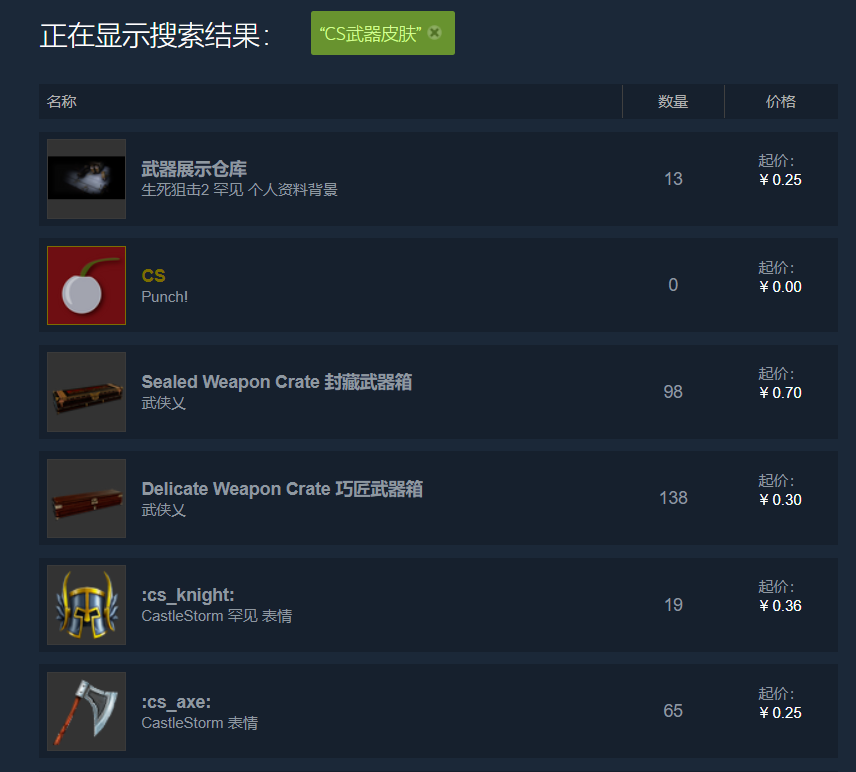 正在显示搜索结果： “CS武器皮肤”
名称 数量 价格
武器展示仓库
生死狙击2 罕见 个人资料背景
13
起价：
¥ 0.25
CS
Punch!
0
起价：
¥ 0.00
Sealed Weapon Crate 封藏武器箱
武侠乂
98
起价：
¥ 0.70
Delicate Weapon Crate 巧匠武器箱
武侠乂
138
起价：
¥ 0.30
:cs_knight:
CastleStorm 罕见 表情
19
起价：
¥ 0.36
:cs_axe:
CastleStorm 表情
65
起价：
¥ 0.25